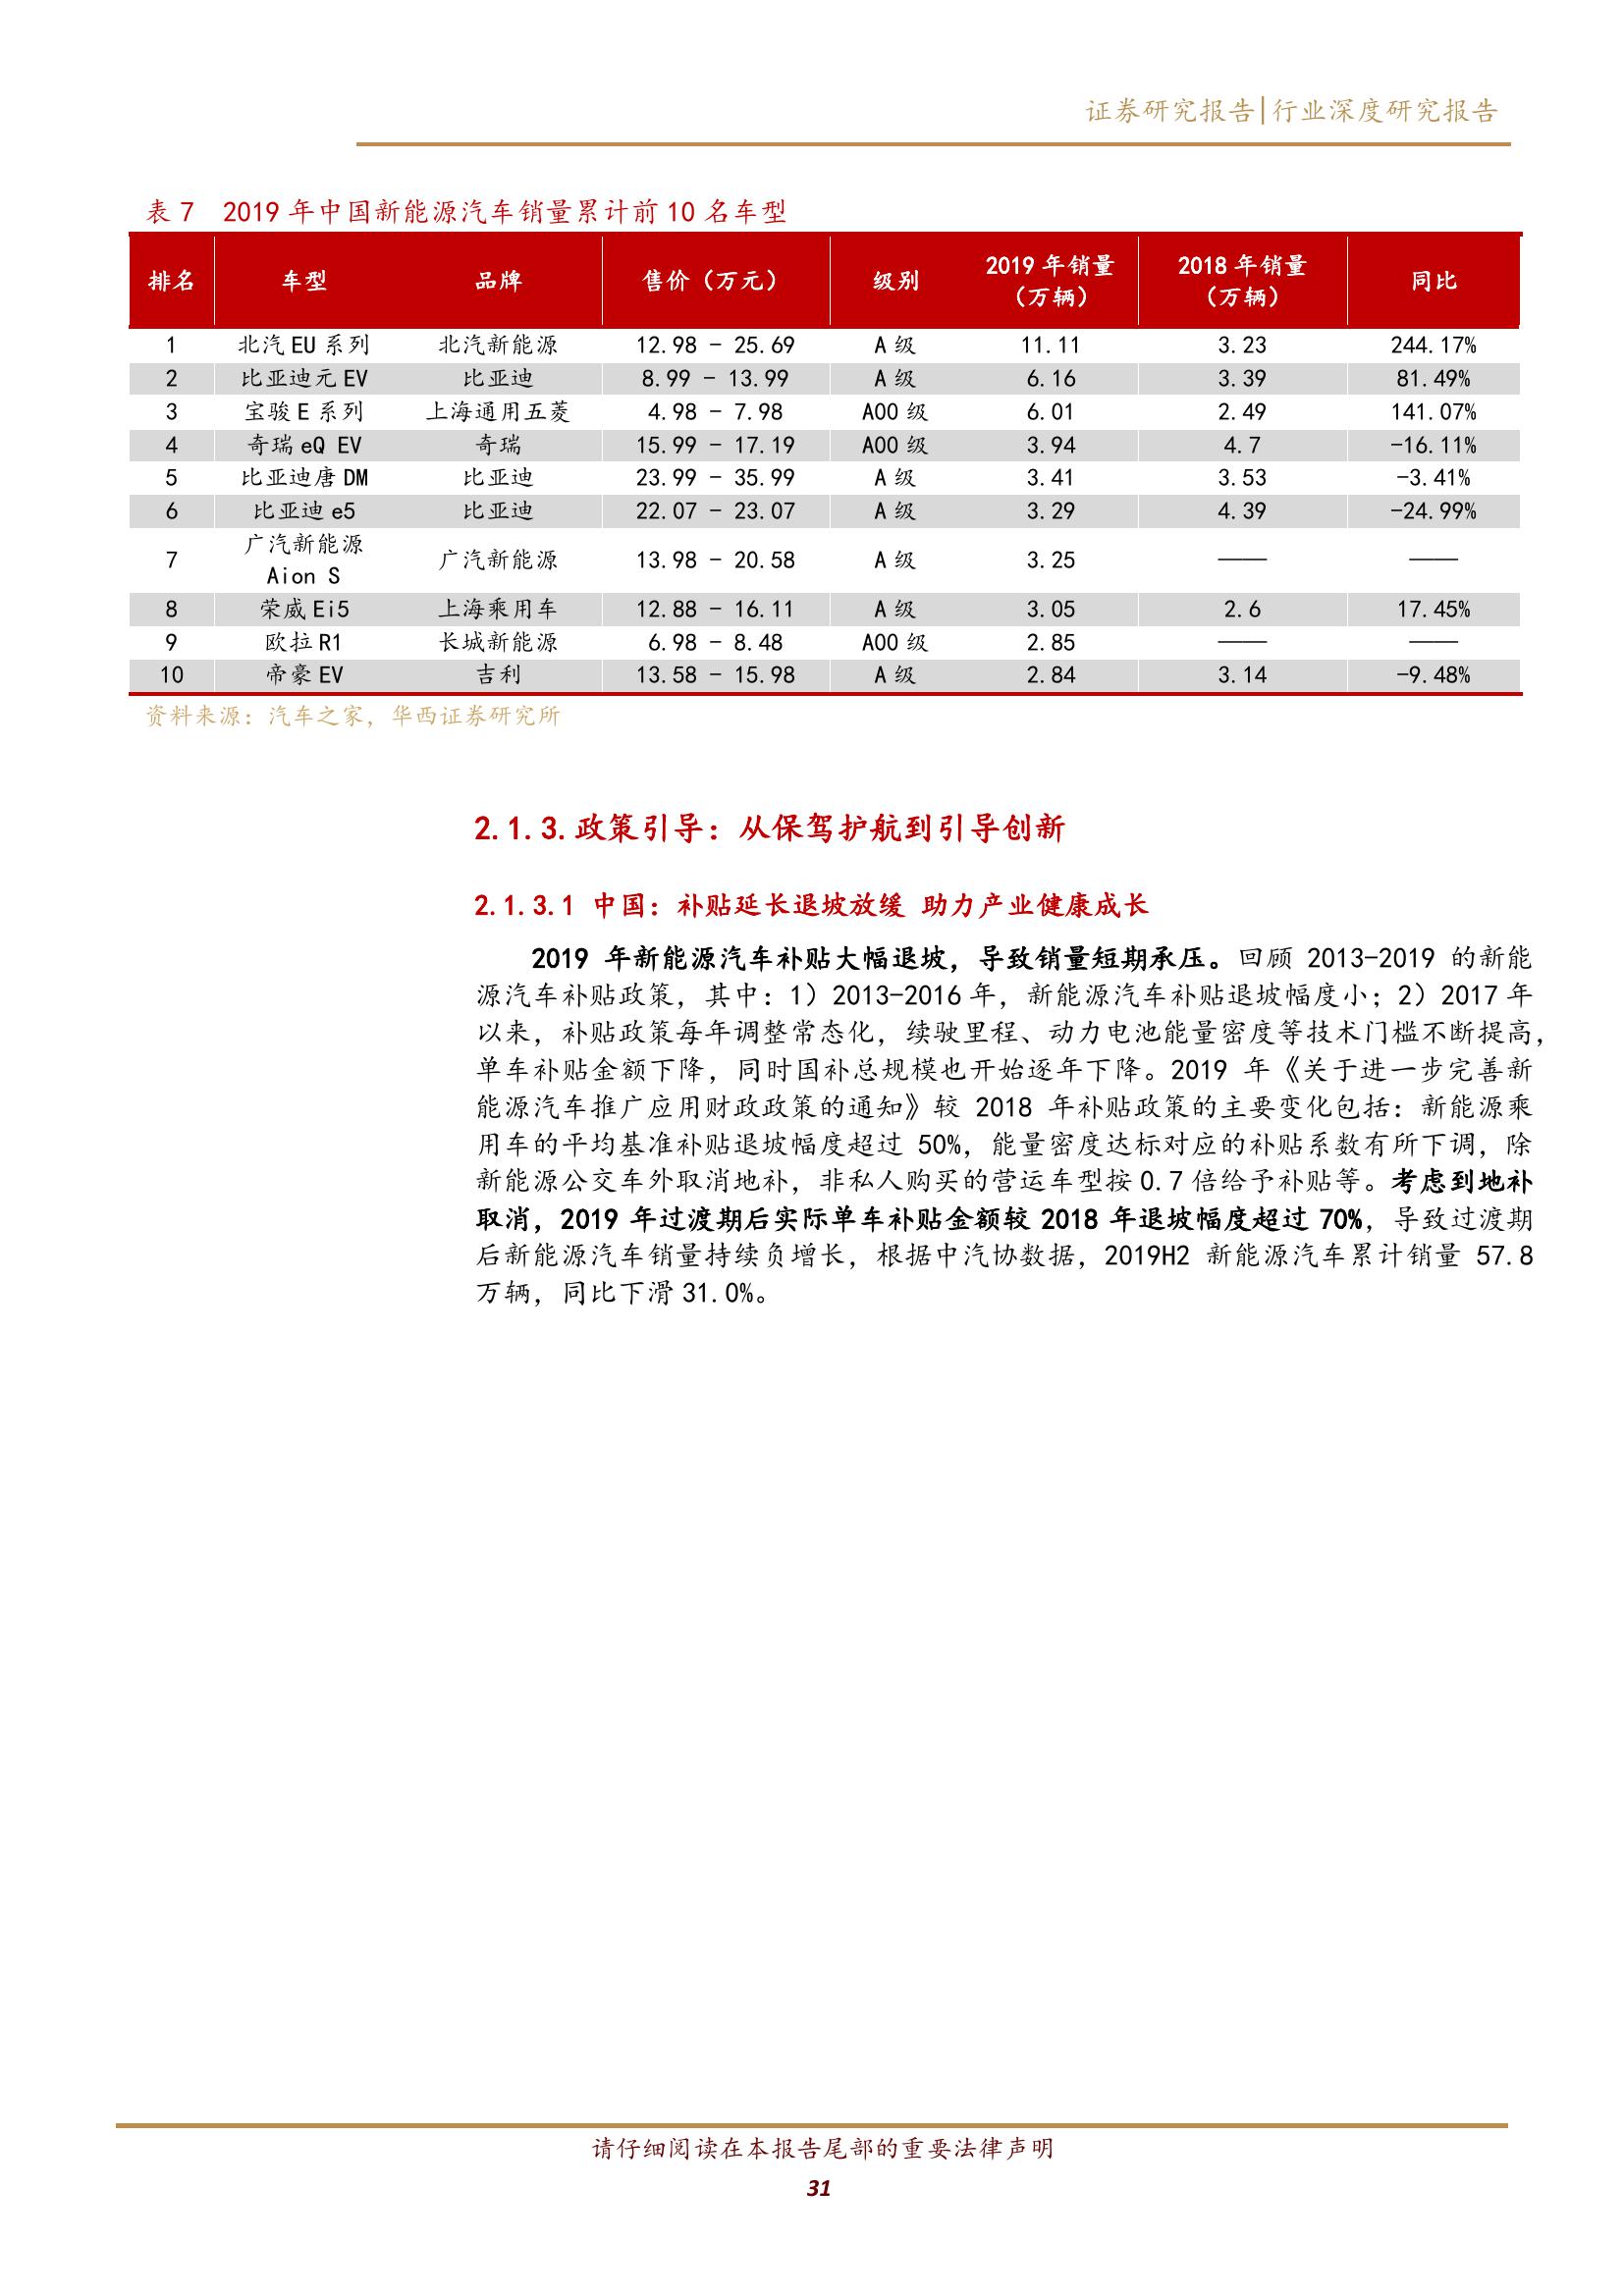 证券研究报告|行业深度研究报告
表 7 2019 年中国新能源汽车销量累计前 10 名车型
排名 车型 品牌 售价（万元） 级别 2019 年销量（万辆） 2018 年销量（万辆） 同比
1 北汽 EU 系列 北汽新能源 12.98 - 25.69 A 级 11.11 3.23 244.17%
2 比亚迪元 EV 比亚迪 8.99 - 13.99 A 级 6.16 3.39 81.49%
3 宝骏 E 系列 上海通用五菱 4.98 - 7.98 A00 级 6.01 2.49 141.07%
4 奇瑞 eQ EV 奇瑞 15.99 - 17.19 A00 级 3.94 4.7 -16.11%
5 比亚迪唐 DM 比亚迪 23.99 - 35.99 A 级 3.41 3.53 -3.41%
6 比亚迪 e5 比亚迪 22.07 - 23.07 A 级 3.29 4.39 -24.99%
7 广汽新能源 Aion S 广汽新能源 13.98 - 20.58 A 级 3.25 —— ——
8 荣威 Ei5 上海乘用车 12.88 - 16.11 A 级 3.05 2.6 17.45%
9 欧拉 R1 长城新能源 6.98 - 8.48 A00 级 2.85 —— ——
10 帝豪 EV 吉利 13.58 - 15.98 A 级 2.84 3.14 -9.48%
资料来源：汽车之家，华西证券研究所
2.1.3.政策引导：从保驾护航到引导创新
2.1.3.1 中国：补贴延长退坡放缓 助力产业健康成长
2019 年新能源汽车补贴大幅退坡，导致销量短期承压。回顾 2013-2019 的新能
源汽车补贴政策，其中：1）2013-2016 年，新能源汽车补贴退坡幅度小；2）2017 年
以来，补贴政策每年调整常态化，续驶里程、动力电池能量密度等技术门槛不断提高，
单车补贴金额下降，同时国补总规模也开始逐年下降。2019 年《关于进一步完善新
能源汽车推广应用财政政策的通知》较 2018 年补贴政策的主要变化包括：新能源乘
用车的平均基准补贴退坡幅度超过 50%，能量密度达标对应的补贴系数有所下调，除
新能源公交车外取消地补，非私人购买的营运车型按 0.7 倍给予补贴等。考虑到地补
取消，2019 年过渡期后实际单车补贴金额较 2018 年退坡幅度超过 70%，导致过渡期
后新能源汽车销量持续负增长，根据中汽协数据，2019H2 新能源汽车累计销量 57.8
万辆，同比下滑 31.0%。
请仔细阅读在本报告尾部的重要法律声明
31